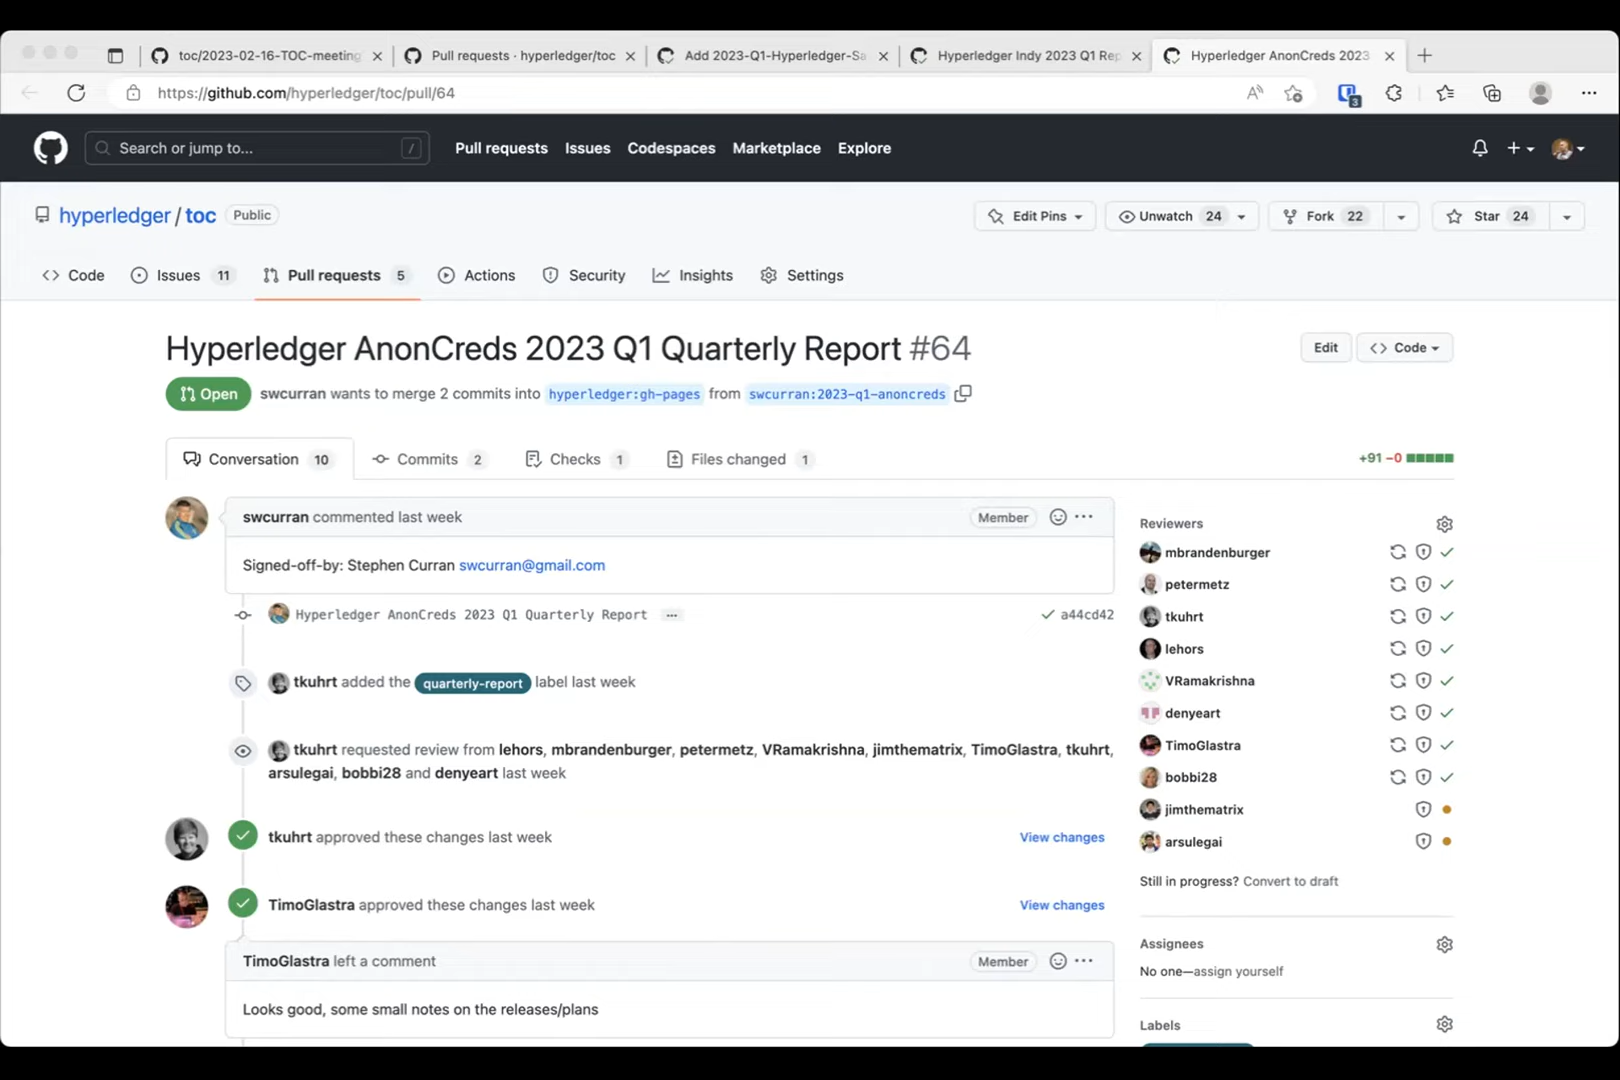 toc/2023-02-16-TOC-meeting
Pull requests · hyperledger/toc
Add 2023-Q1-Hyperledger-Sa
Hyperledger Indy 2023 Q1 Rep
Hyperledger AnonCreds 2023
https://github.com/hyperledger/toc/pull/64
3
Search or jump to...
/
Pull requests
Issues
Codespaces
Marketplace
Explore
hyperledger / toc
Public
Edit Pins
Unwatch 24
Fork 22
Star 24
Code
Issues 11
Pull requests 5
Actions
Security
Insights
Settings
Hyperledger AnonCreds 2023 Q1 Quarterly Report #64
Edit
Code
Open
swcurran wants to merge 2 commits into hyperledger:gh-pages from swcurran:2023-q1-anoncreds
Conversation 10
Commits 2
Checks 1
Files changed 1
+91 −0
swcurran commented last week
Member
Signed-off-by: Stephen Curran swcurran@gmail.com
Hyperledger AnonCreds 2023 Q1 Quarterly Report
a44cd42
tkuhrt added the quarterly-report label last week
tkuhrt requested review from lehors, mbrandenburger, petermetz, VRamakrishna, jimthematrix, TimoGlastra, tkuhrt,
arsulegai, bobbi28 and denyeart last week
tkuhrt approved these changes last week
View changes
TimoGlastra approved these changes last week
View changes
TimoGlastra left a comment
Member
Looks good, some small notes on the releases/plans
Reviewers
mbrandenburger
petermetz
tkuhrt
lehors
VRamakrishna
denyeart
TimoGlastra
bobbi28
jimthematrix
arsulegai
Still in progress? Convert to draft
Assignees
No one—assign yourself
Labels